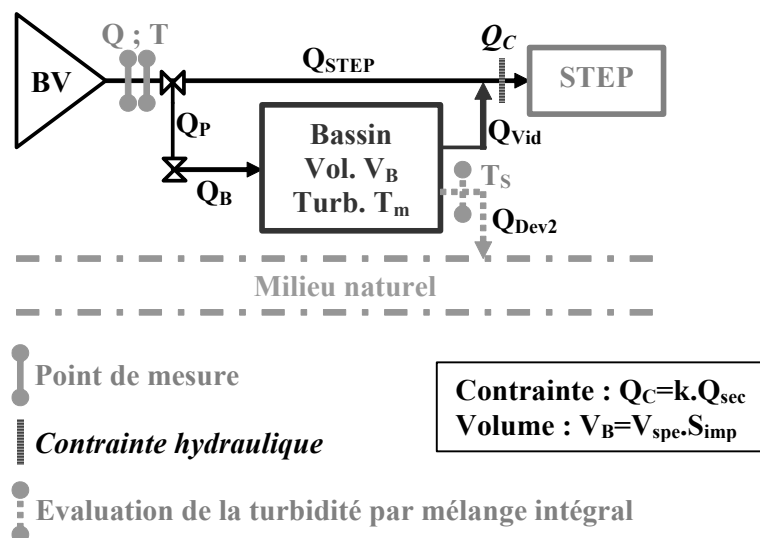 Q ; T
Q_C
BV
Q_STEP
STEP
Q_P
Bassin
Vol. V_B
Turb. T_m
Q_Vid
Q_B
T_S
Q_Dev2
Milieu naturel
Point de mesure
Contrainte hydraulique
Evaluation de la turbidité par mélange intégral
Contrainte : Q_C=k.Q_sec
Volume : V_B=V_spe.S_imp